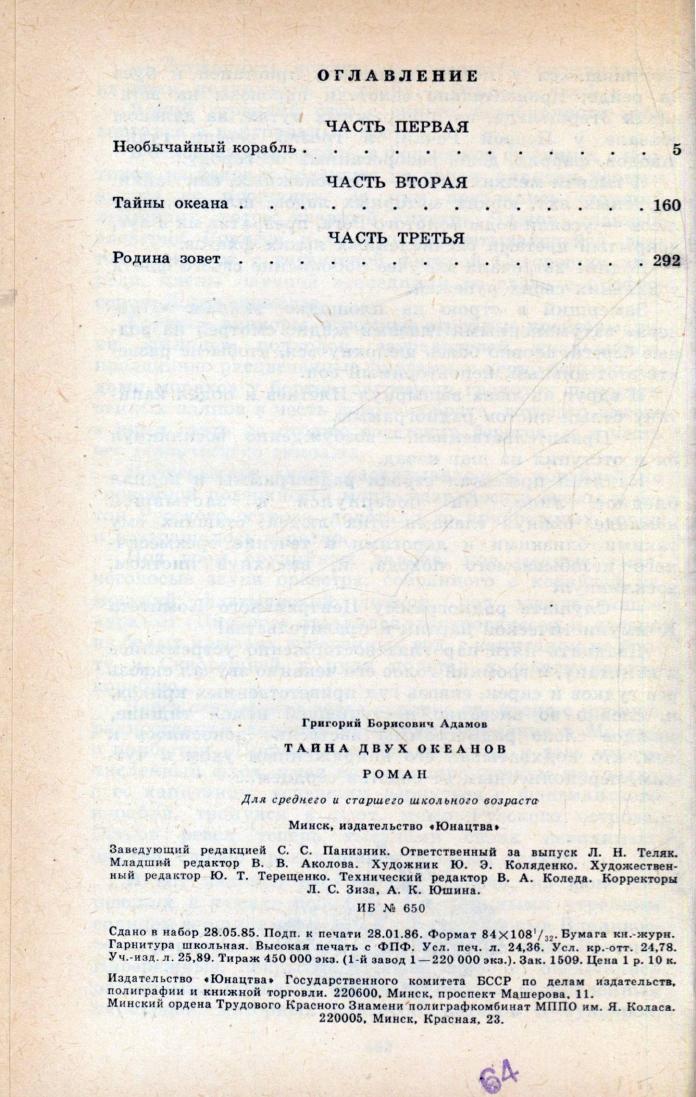 ОГЛАВЛЕНИЕ
ЧАСТЬ ПЕРВАЯ
Необычайный корабль . . . . . . . . . . . . . . . 5
ЧАСТЬ ВТОРАЯ
Тайны океана . . . . . . . . . . . . . . . . . . 160
ЧАСТЬ ТРЕТЬЯ
Родина зовет . . . . . . . . . . . . . . . . . . 292
Григорий Борисович Адамов
ТАЙНА ДВУХ ОКЕАНОВ
РОМАН
Для среднего и старшего школьного возраста
Минск, издательство «Юнацтва»
Заведующий редакцией С. С. Панизник. Ответственный за выпуск Л. Н. Теляк.
Младший редактор В. В. Аколова. Художник Ю. Э. Коляденко. Художествен-
ный редактор Ю. Т. Терещенко. Технический редактор В. А. Коледа. Корректоры
Л. С. Зиза, А. К. Юшина.
ИБ № 650
Сдано в набор 28.05.85. Подп. к печати 28.01.86. Формат 84×108¹/₃₂. Бумага кн.-журн.
Гарнитура школьная. Высокая печать с ФПФ. Усл. печ. л. 24,36. Усл. кр.-отт. 24,78.
Уч.-изд. л. 25,89. Тираж 450 000 экз. (1-й завод 1—220 000 экз.). Зак. 1509. Цена 1 р. 10 к.
Издательство «Юнацтва» Государственного комитета БССР по делам издательств,
полиграфии и книжной торговли. 220600, Минск, проспект Машерова, 11.
Минский ордена Трудового Красного Знамени полиграфкомбинат МППО им. Я. Коласа.
220005, Минск, Красная, 23.
64